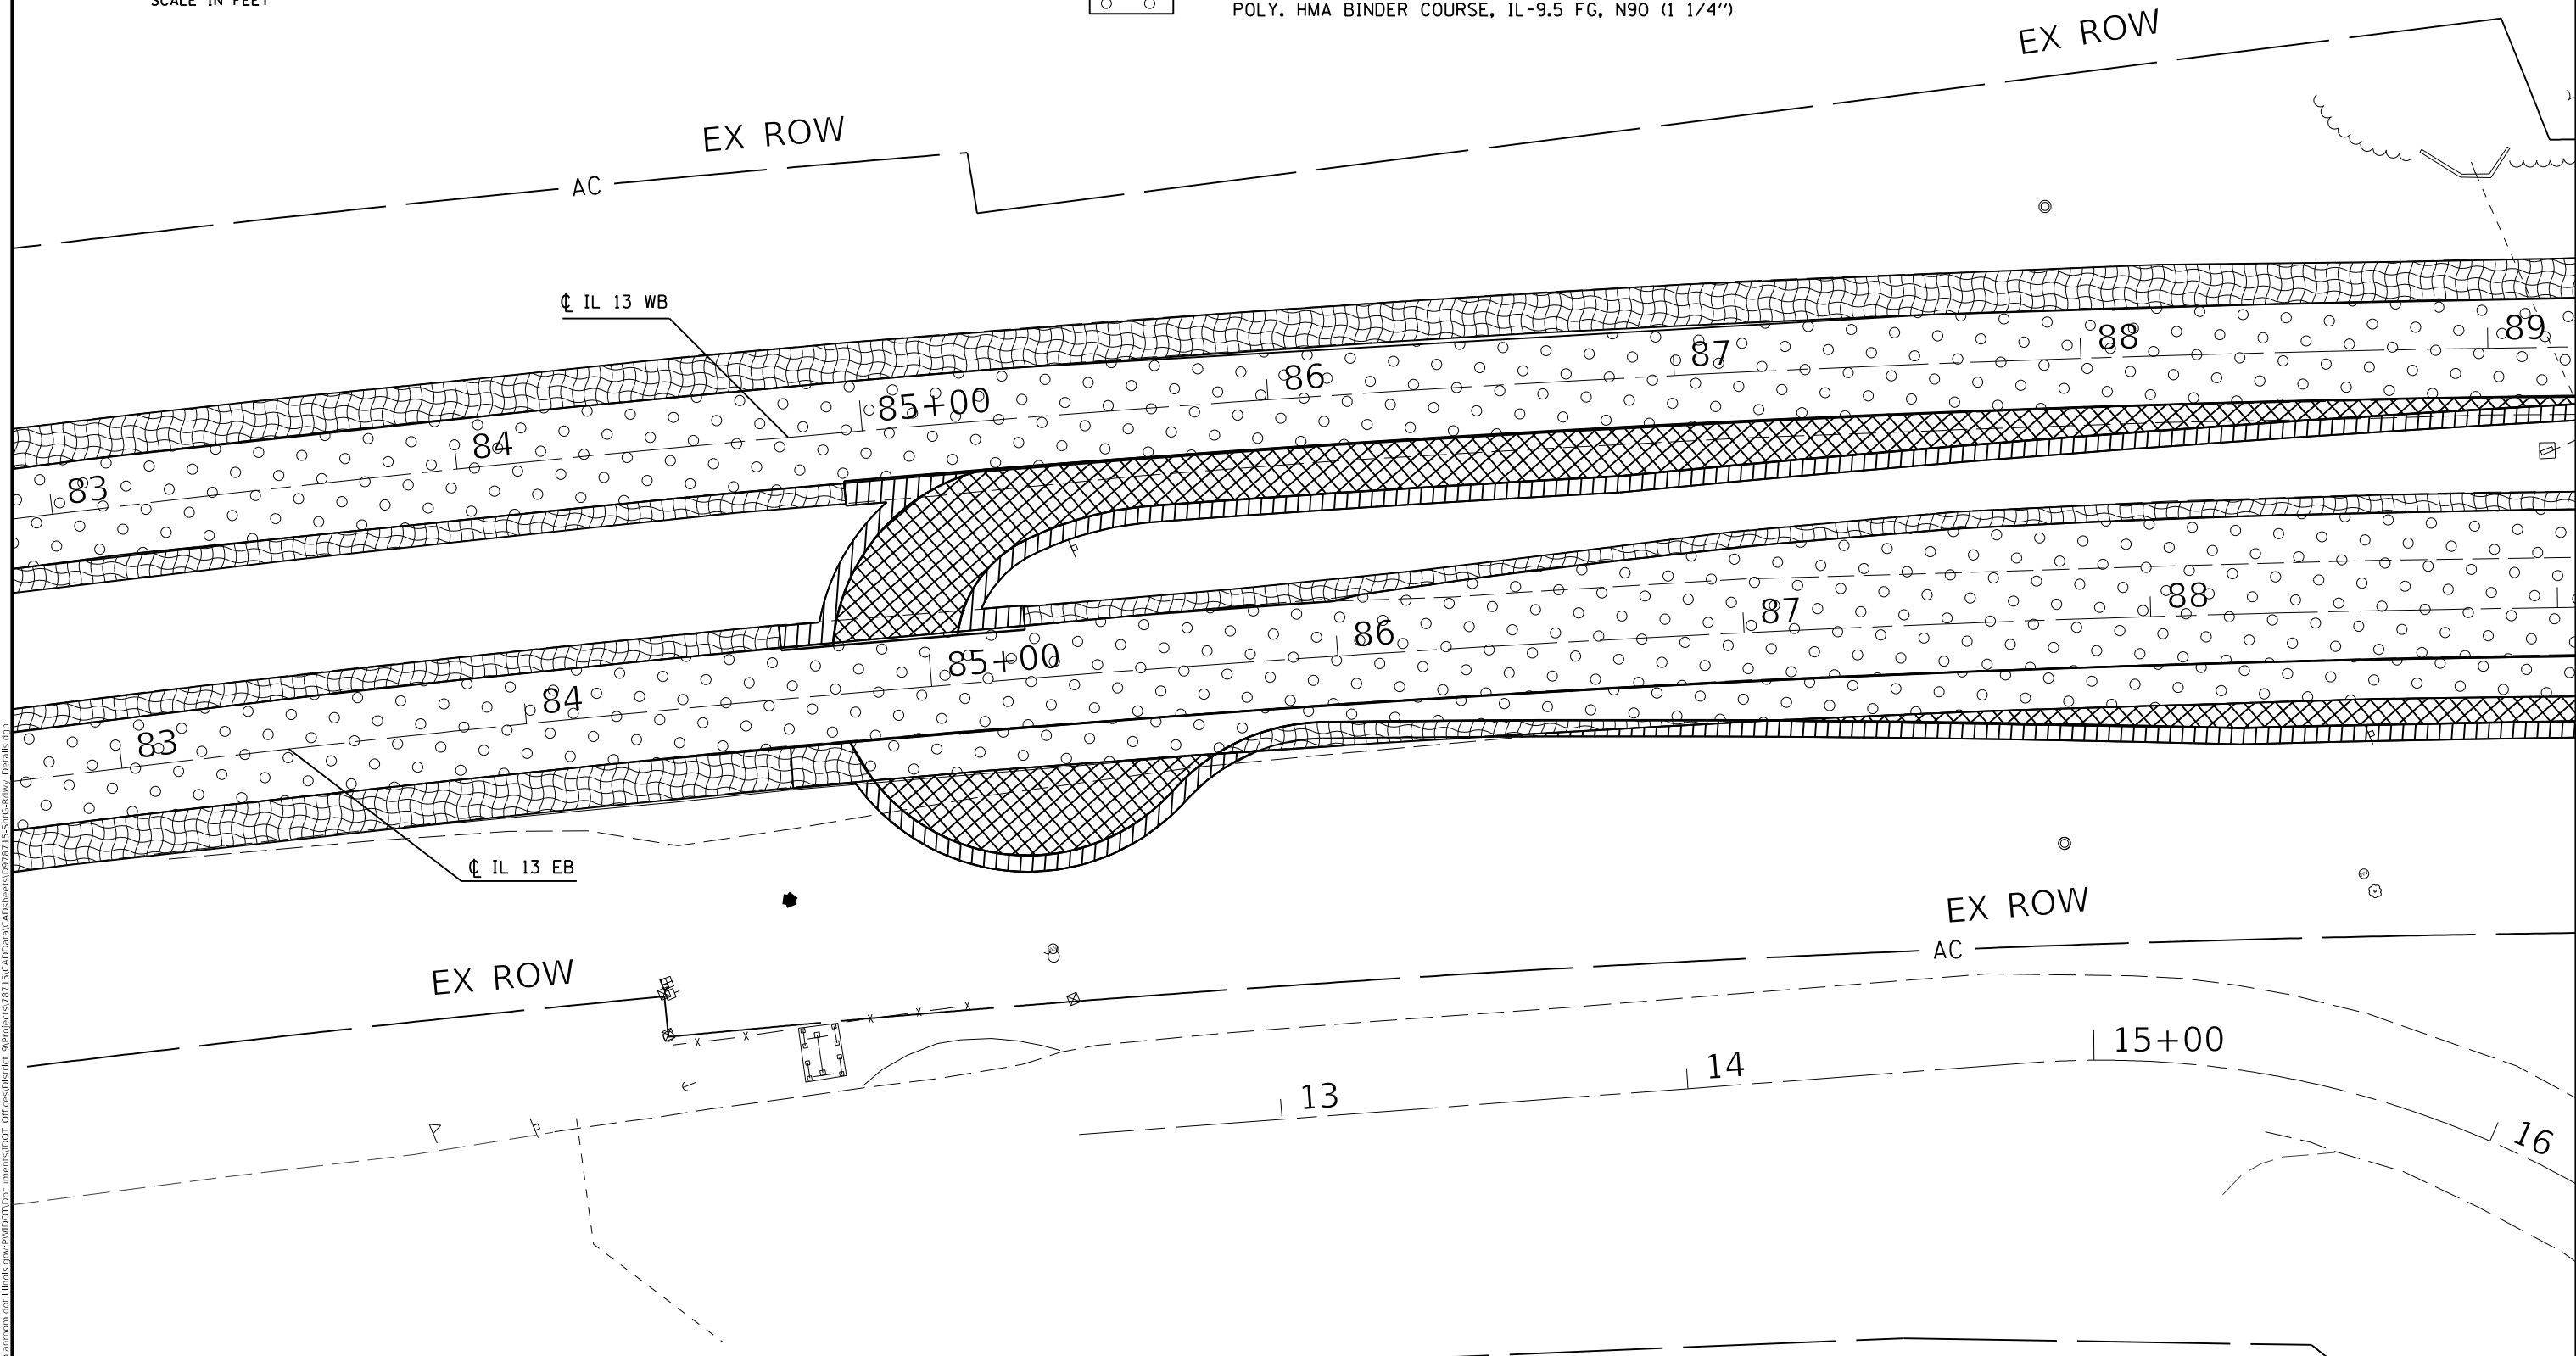 SCALE IN FEET
POLY. HMA BINDER COURSE, IL-9.5 FG, N90 (1 1/4")
EX ROW
EX ROW
AC
℄ IL 13 WB
83
84
85+00
86
87
88
89
83
84
85+00
86
87
88
℄ IL 13 EB
EX ROW
AC
EX ROW
13
14
15+00
16